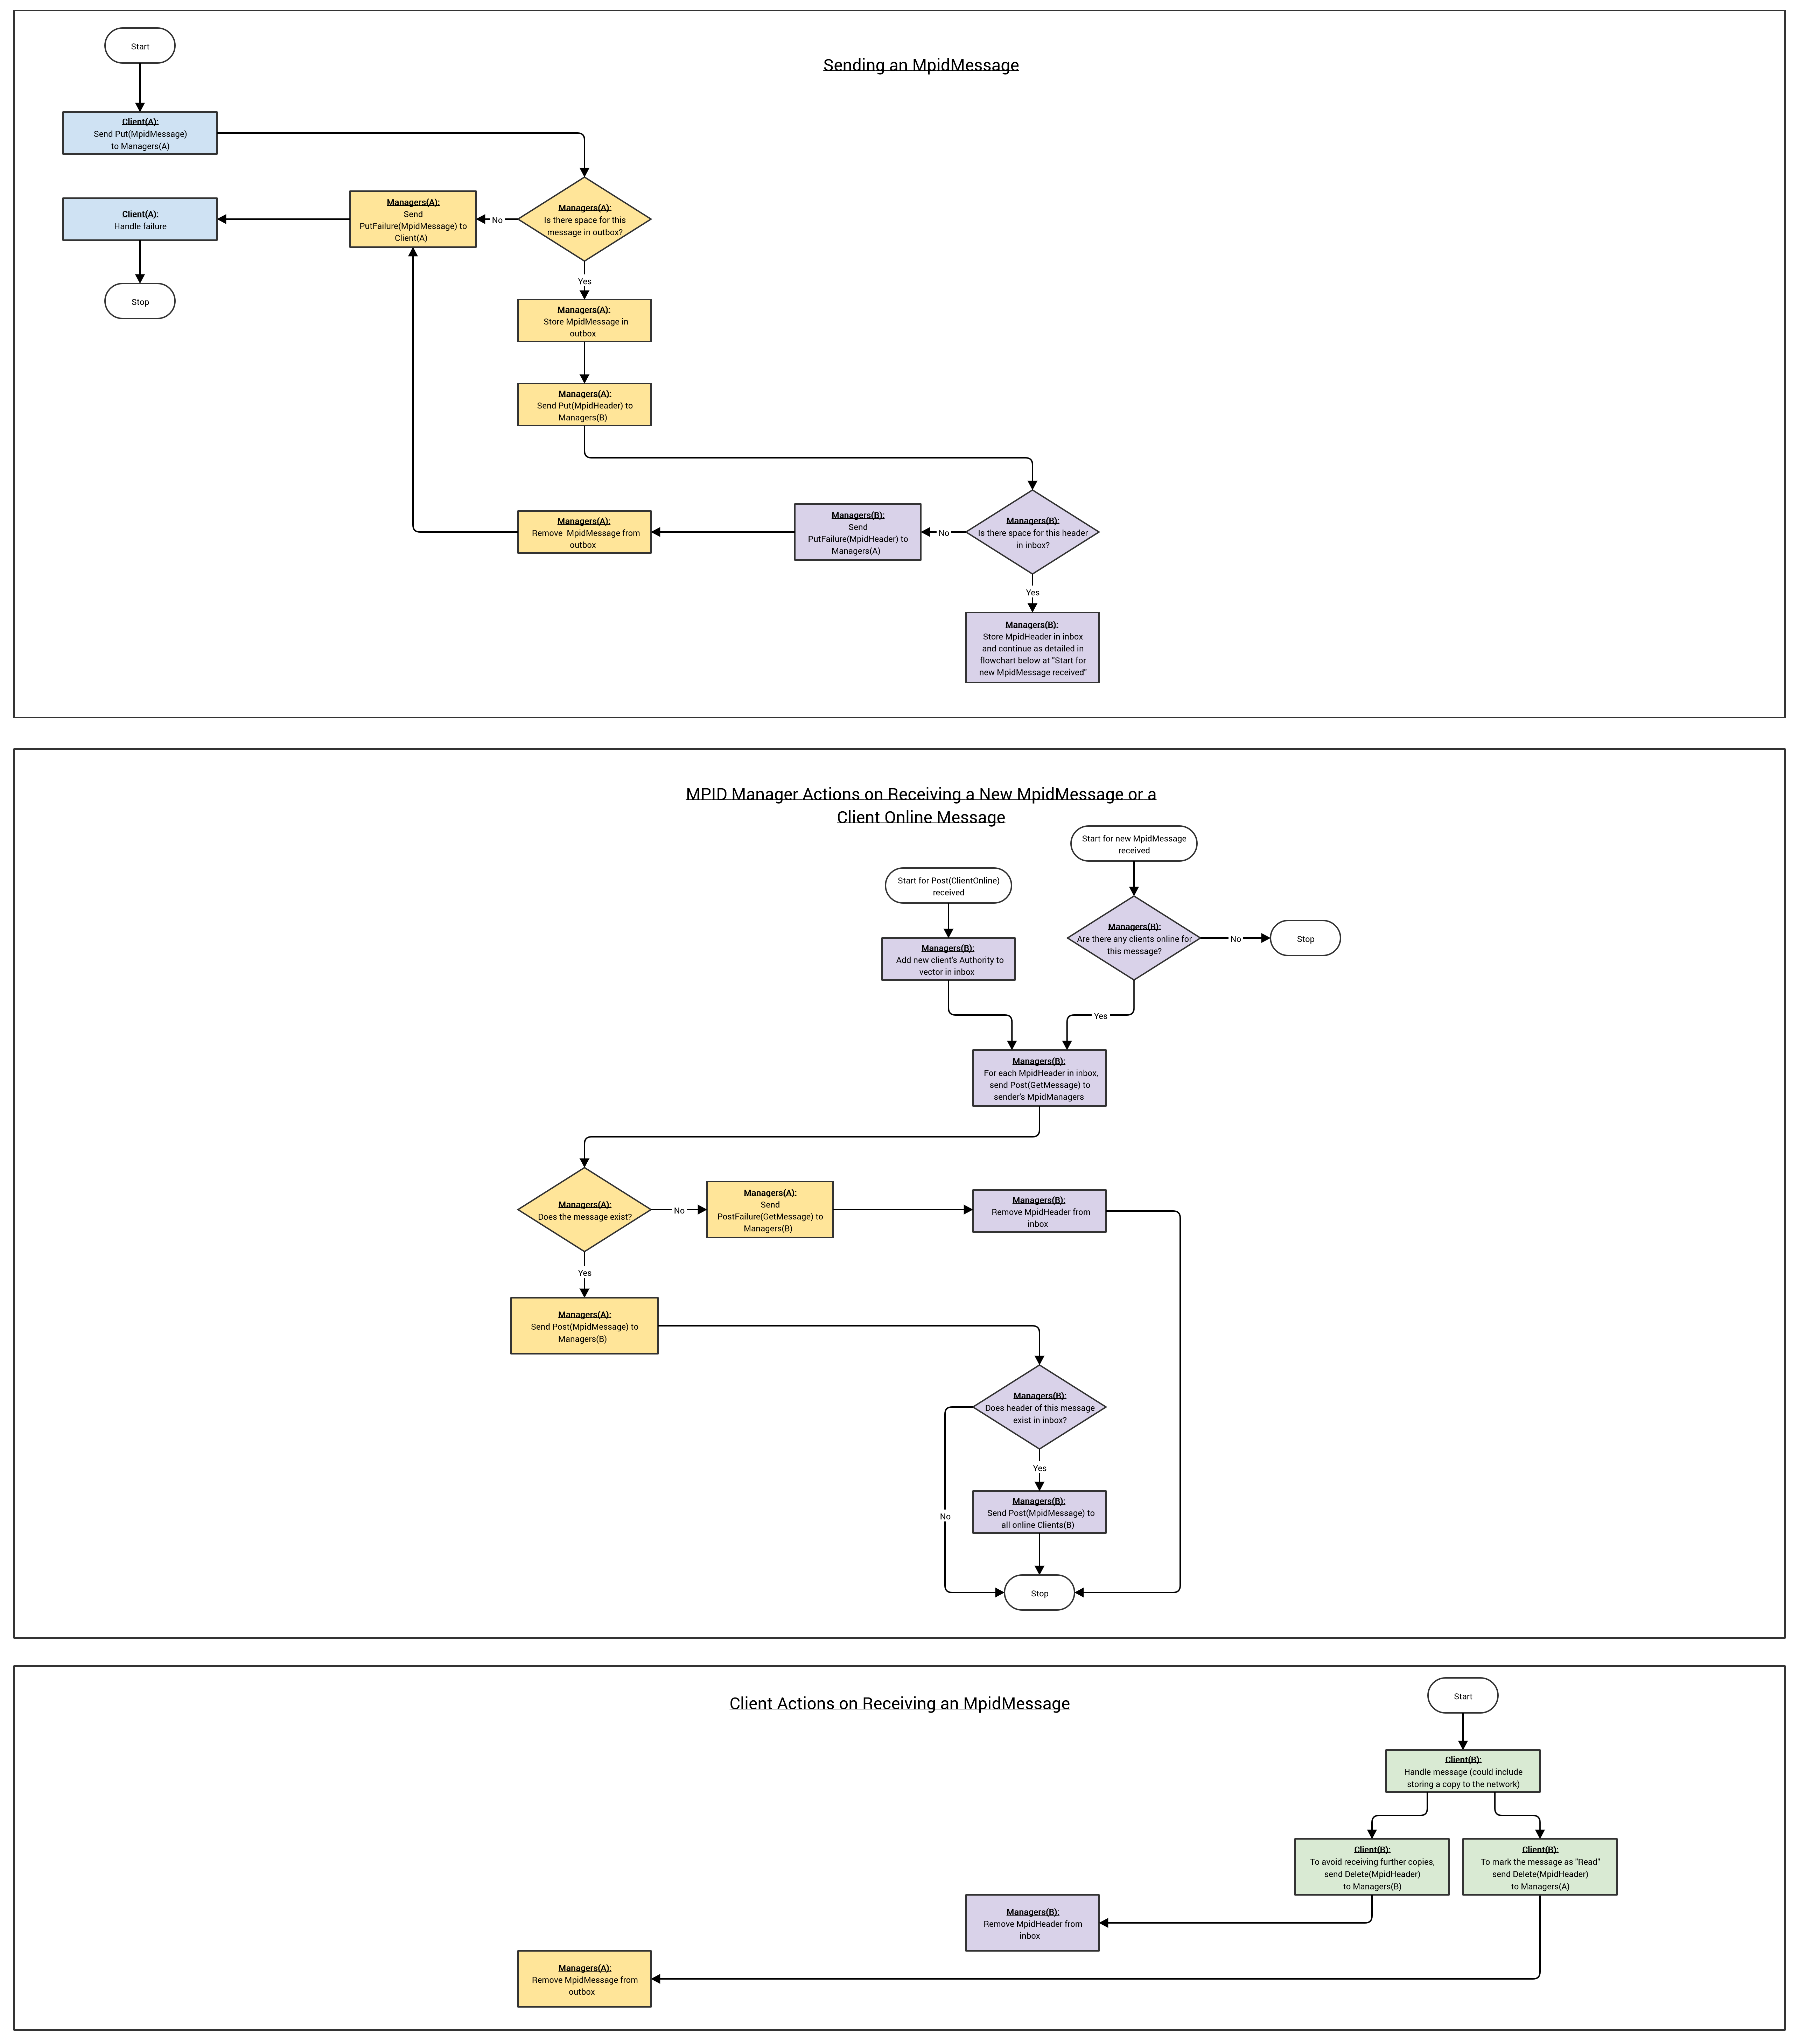 Start
Sending an MpidMessage
Client(A):
Send Put(MpidMessage)
to Managers(A)
Managers(A):
Is there space for this
message in outbox?
No
Managers(A):
Send
PutFailure(MpidMessage) to
Client(A)
Client(A):
Handle failure
Stop
Yes
Managers(A):
Store MpidMessage in
outbox
Managers(A):
Send Put(MpidHeader) to
Managers(B)
Managers(B):
Is there space for this header
in inbox?
No
Managers(B):
Send
PutFailure(MpidHeader) to
Managers(A)
Managers(A):
Remove  MpidMessage from
outbox
Yes
Managers(B):
Store MpidHeader in inbox
and continue as detailed in
flowchart below at "Start for
new MpidMessage received"
MPID Manager Actions on Receiving a New MpidMessage or a
Client Online Message
Start for new MpidMessage
received
Start for Post(ClientOnline)
received
Managers(B):
Are there any clients online for
this message?
No
Stop
Managers(B):
Add new client's Authority to
vector in inbox
Yes
Managers(B):
For each MpidHeader in inbox,
send Post(GetMessage) to
sender's MpidManagers
Managers(A):
Does the message exist?
No
Managers(A):
Send
PostFailure(GetMessage) to
Managers(B)
Managers(B):
Remove MpidHeader from
inbox
Yes
Managers(A):
Send Post(MpidMessage) to
Managers(B)
Managers(B):
Does header of this message
exist in inbox?
Yes
Managers(B):
Send Post(MpidMessage) to
all online Clients(B)
No
Stop
Client Actions on Receiving an MpidMessage
Start
Client(B):
Handle message (could include
storing a copy to the network)
Client(B):
To avoid receiving further copies,
send Delete(MpidHeader)
to Managers(B)
Client(B):
To mark the message as "Read"
send Delete(MpidHeader)
to Managers(A)
Managers(B):
Remove MpidHeader from
inbox
Managers(A):
Remove MpidMessage from
outbox